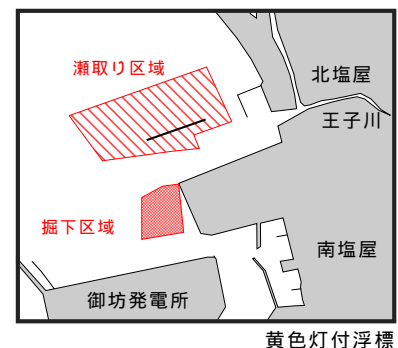 瀬取り区域
北塩屋
王子川
掘下区域
南塩屋
御坊発電所
黄色灯付浮標